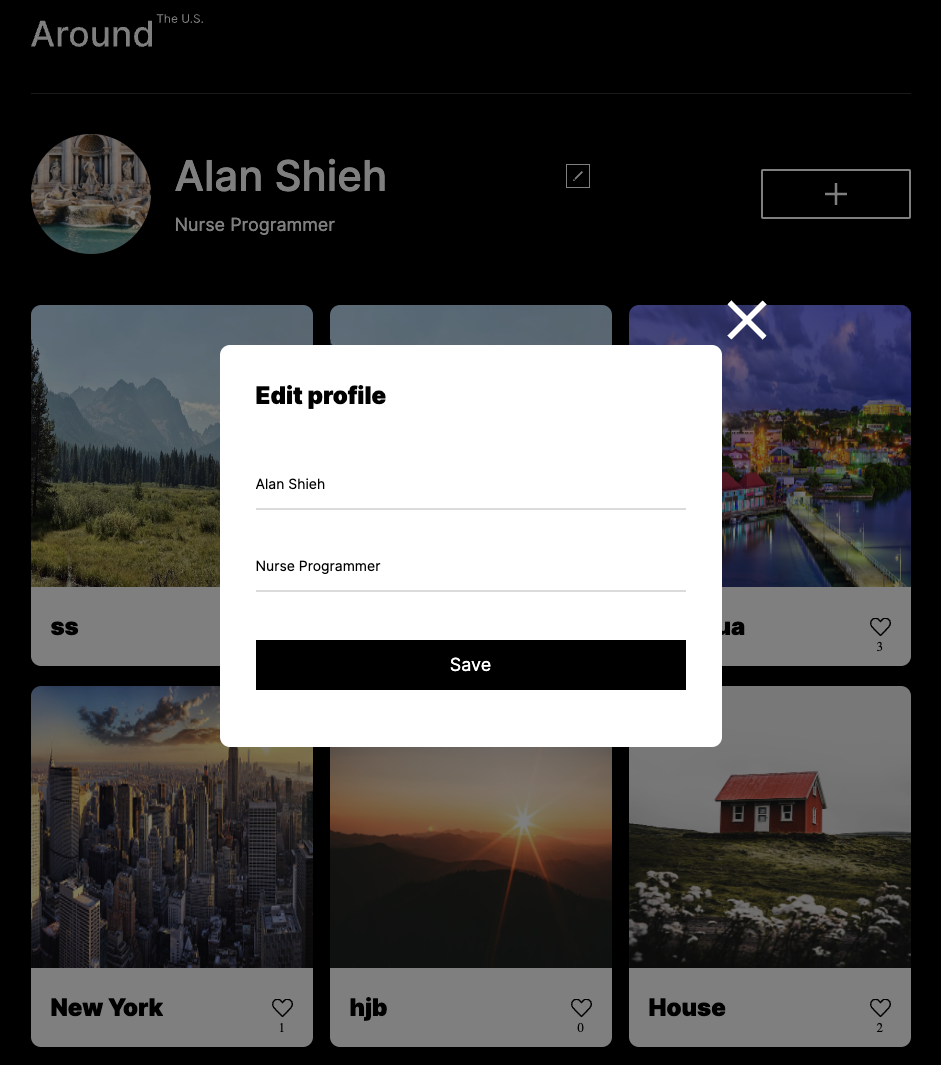 Around The U.S.
Alan Shieh
Nurse Programmer
Edit profile
Alan Shieh
Nurse Programmer
Save
ss
3
New York
1
hjb
0
House
2